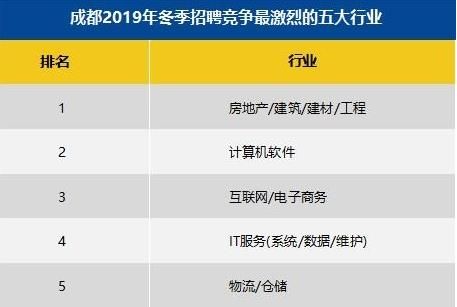 成都2019年冬季招聘竞争最激烈的五大行业
排名 行业
1 房地产/建筑/建材/工程
2 计算机软件
3 互联网/电子商务
4 IT服务(系统/数据/维护)
5 物流/仓储